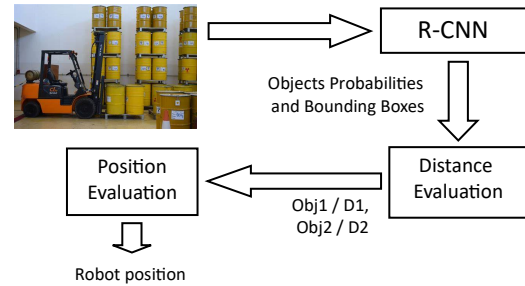 R-CNN
Objects Probabilities
and Bounding Boxes
Position
Evaluation
Distance
Evaluation
Obj1 / D1,
Obj2 / D2
Robot position